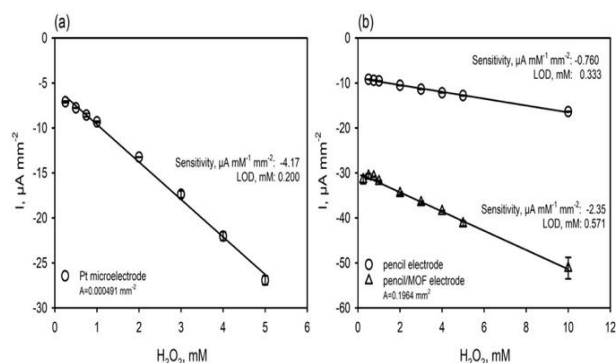 (a)
0
-5
-10
-15
-20
-25
-30
I, µA mm⁻²
Sensitivity, µA mM⁻¹ mm⁻²: -4.17
LOD, mM: 0.200
Pt microelectrode
A=0.000491 mm⁻²
0 1 2 3 4 5 6
H₂O₂, mM
(b)
0
-10
-20
-30
-40
-50
-60
I, µA mm⁻²
Sensitivity, µA mM⁻¹ mm⁻²: -0.760
LOD, mM: 0.333
Sensitivity, µA mM⁻¹ mm⁻²: -2.35
LOD, mM: 0.571
pencil electrode
pencil/MOF electrode
A=0.1964 mm²
0 2 4 6 8 10 12
H₂O₂, mM